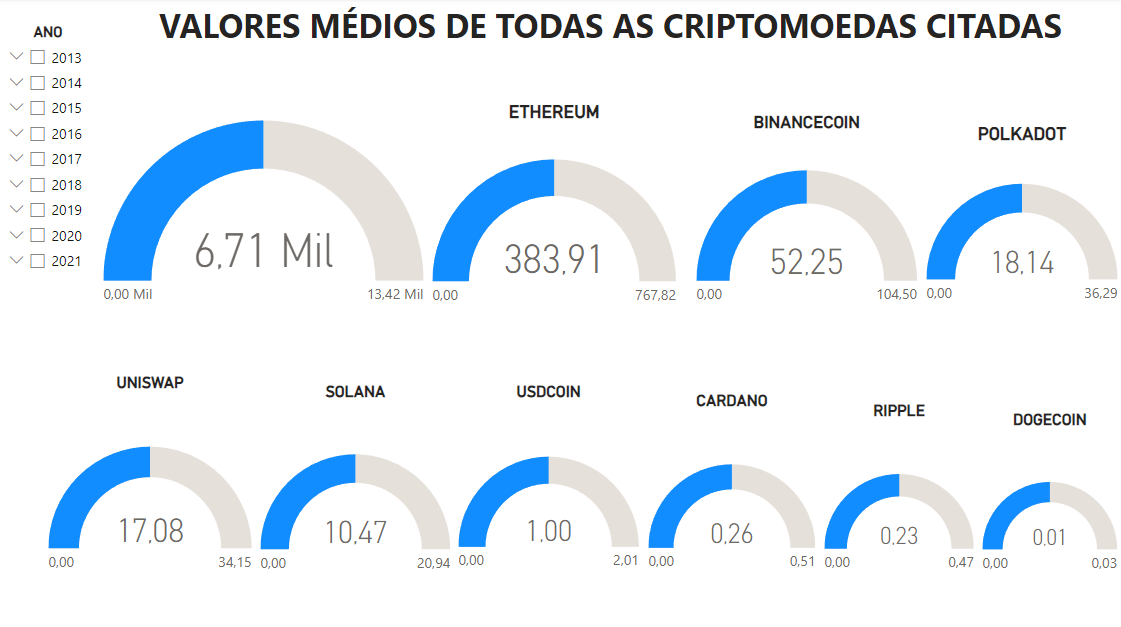 VALORES MÉDIOS DE TODAS AS CRIPTOMOEDAS CITADAS
ANO
2013
2014
2015
2016
2017
2018
2019
2020
2021
6,71 Mil
0,00 Mil
13,42 Mil
ETHEREUM
383,91
0,00
767,82
BINANCECOIN
52,25
0,00
104,50
POLKADOT
18,14
0,00
36,29
UNISWAP
17,08
0,00
34,15
SOLANA
10,47
0,00
20,94
USDCOIN
1,00
0,00
2,01
CARDANO
0,26
0,00
0,51
RIPPLE
0,23
0,00
0,47
DOGECOIN
0,01
0,00
0,03